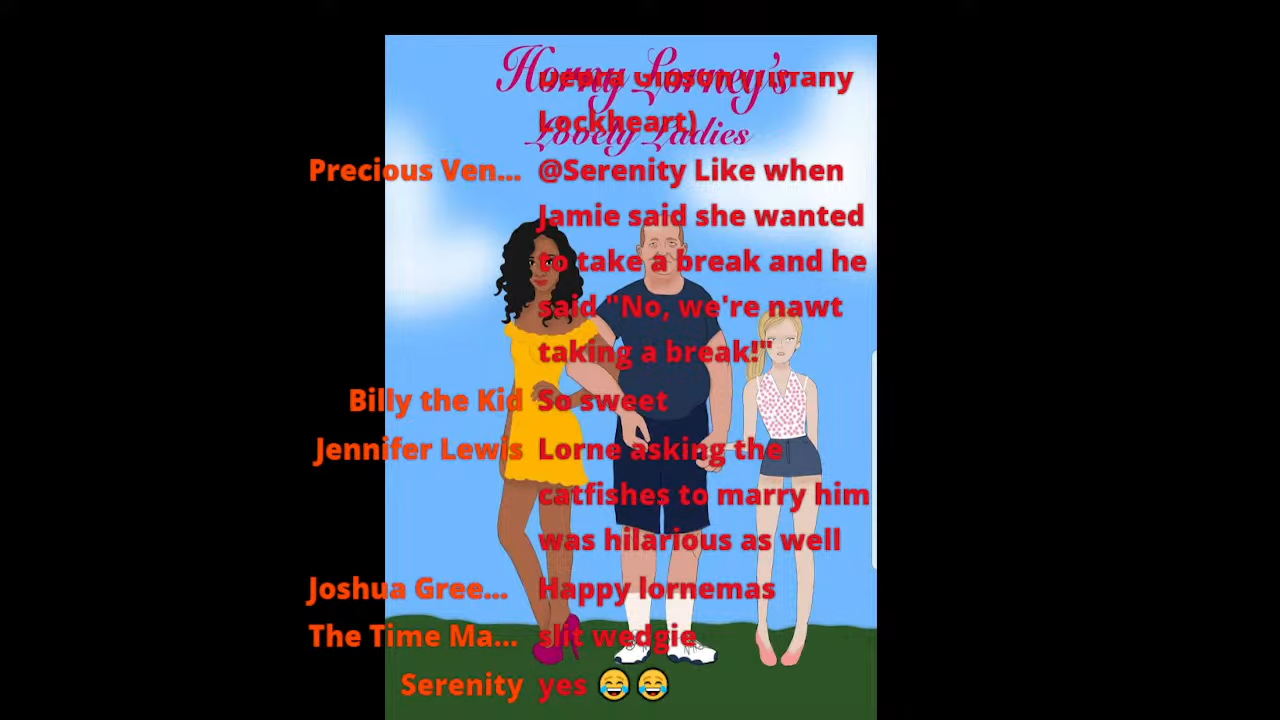 Horny Lorney's
Lockheart)
Lovely Ladies
Precious Ven... @Serenity Like when
Jamie said she wanted
to take a break and he
said "No, we're nawt
taking a break!"
Billy the Kid So sweet
Jennifer Lewis Lorne asking the
catfishes to marry him
was hilarious as well
Joshua Gree... Happy lornemas
The Time Ma... slit wedgie
Serenity yes 😂😂